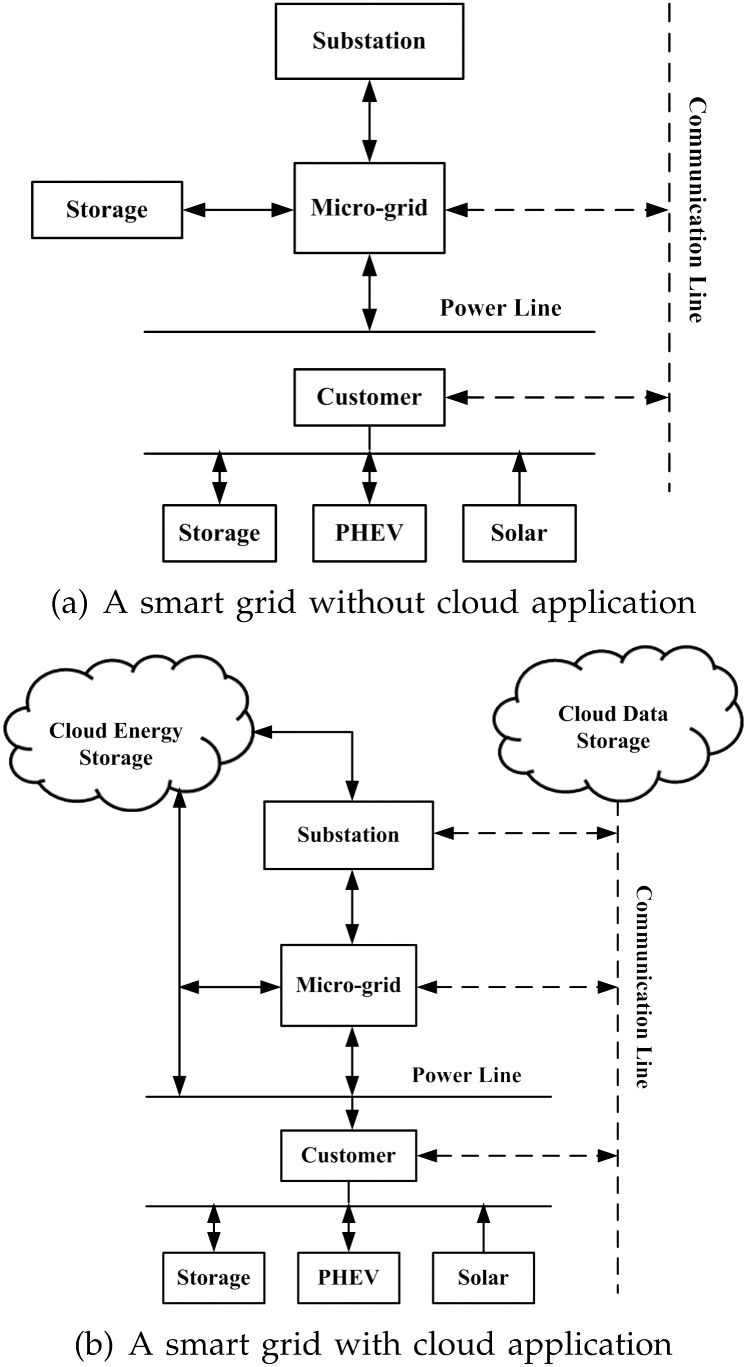 Substation
Communication Line
Storage
Micro-grid
Power Line
Customer
Storage
PHEV
Solar
(a) A smart grid without cloud application
Cloud Energy
Storage
Cloud Data
Storage
Substation
Communication Line
Micro-grid
Power Line
Customer
Storage
PHEV
Solar
(b) A smart grid with cloud application